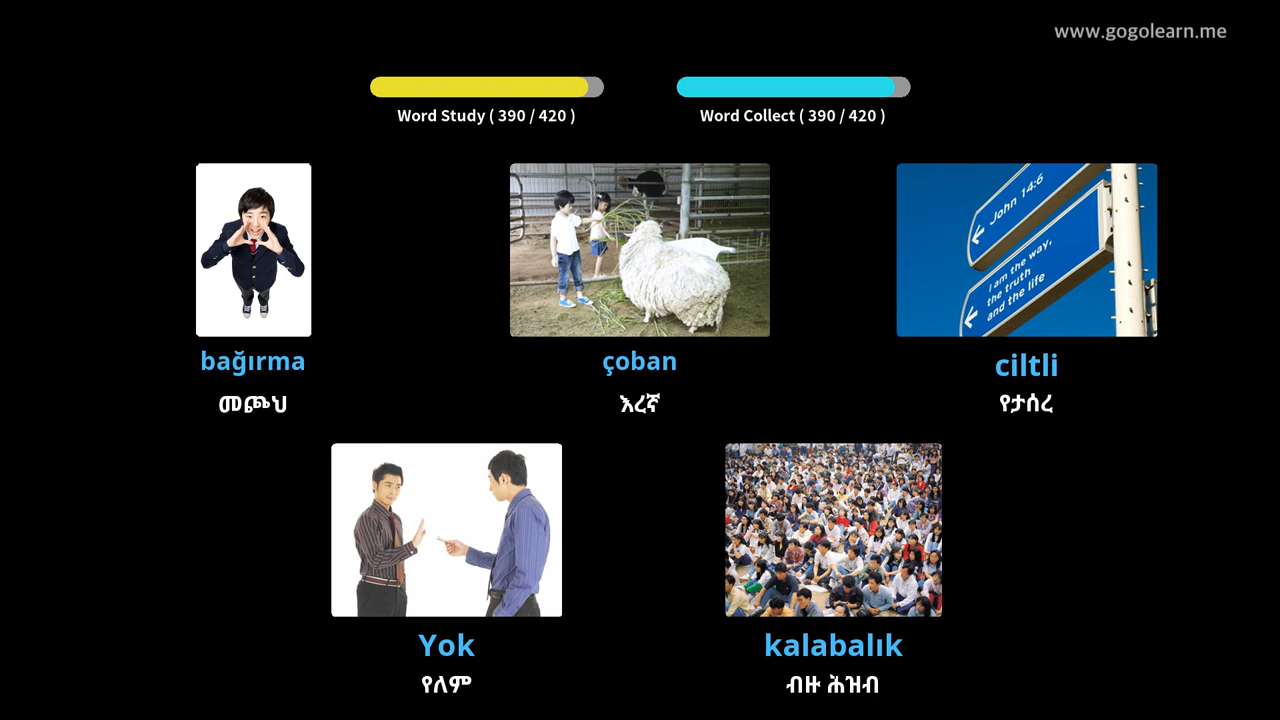 www.gogolearn.me
Word Study ( 390 / 420 )
Word Collect ( 390 / 420 )
John 14:6
I am the way,
the truth
and the life
bağırma
መጮህ
çoban
እረኛ
ciltli
የታሰረ
Yok
የለም
kalabalık
ብዙ ሕዝብ